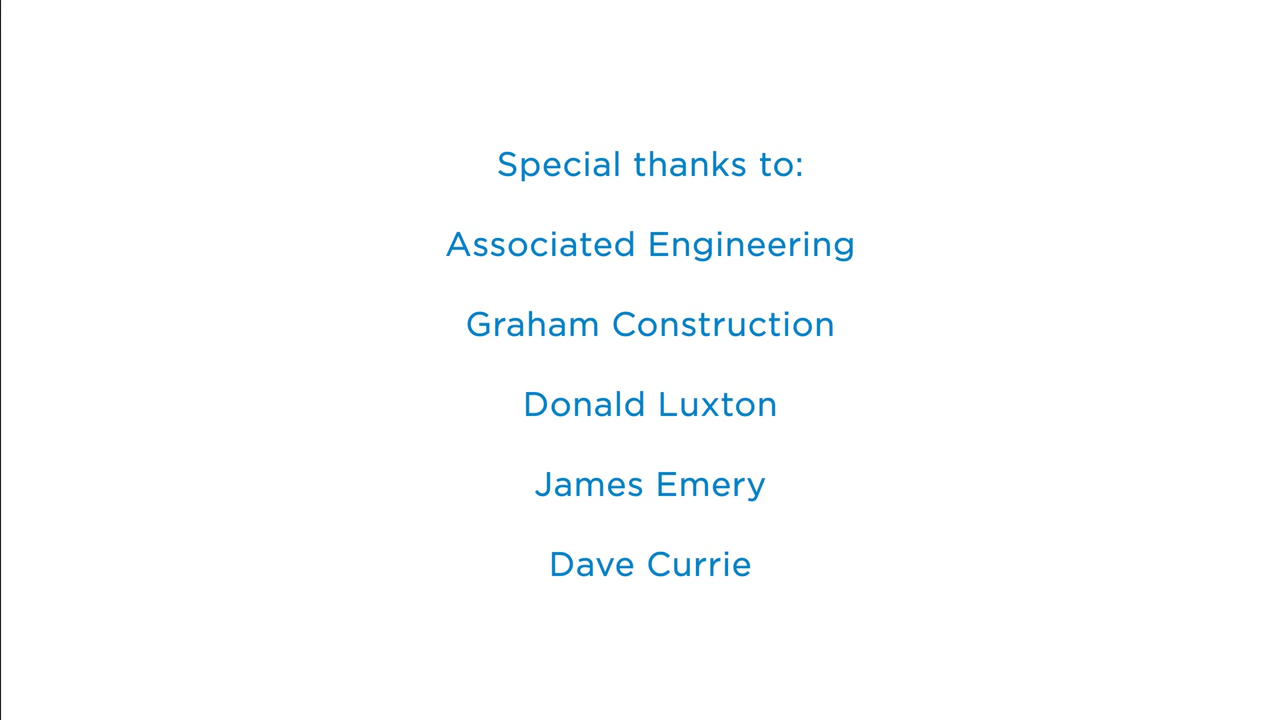 Special thanks to:
Associated Engineering
Graham Construction
Donald Luxton
James Emery
Dave Currie